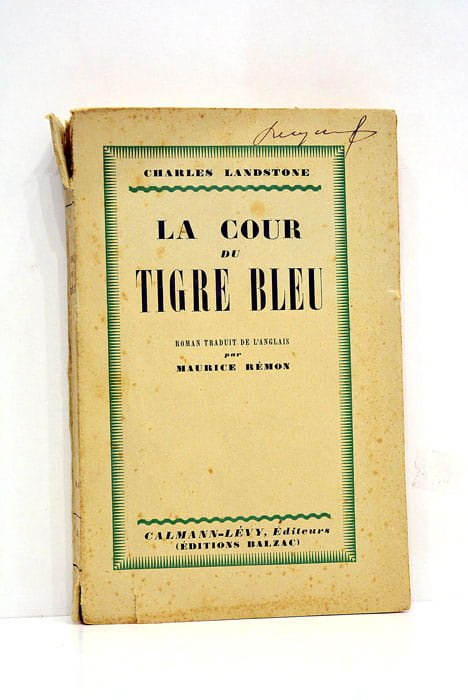 CHARLES LANDSTONE
LA COUR
DU
TIGRE BLEU
ROMAN TRADUIT DE L'ANGLAIS
par
MAURICE RÉMON
CALMANN-LÉVY, Éditeurs
(ÉDITIONS BALZAC)